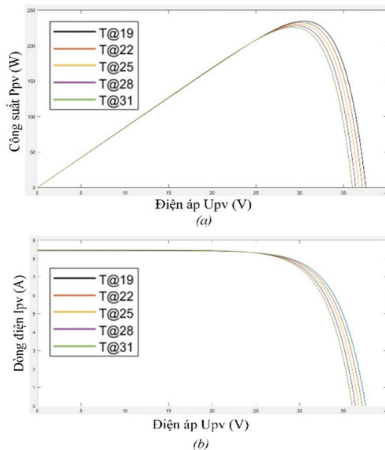 250
200
150
100
50
0
Công suất Ppv (W)
T@19
T@22
T@25
T@28
T@31
0 5 10 15 20 25 30 35 40
Điện áp Upv (V)
(a)
9
8
7
6
5
4
3
2
1
0
Dòng điện Ipv (A)
T@19
T@22
T@25
T@28
T@31
0 5 10 15 20 25 30 35
Điện áp Upv (V)
(b)